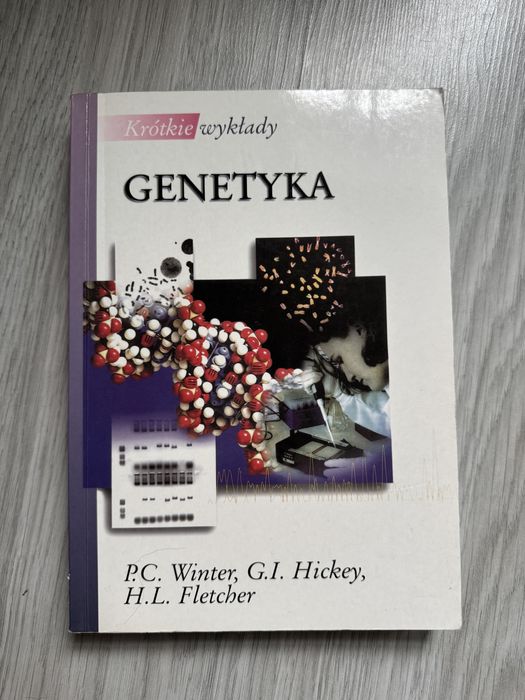 Krótkie wykłady
GENETYKA
P.C. Winter, G.I. Hickey,
H.L. Fletcher